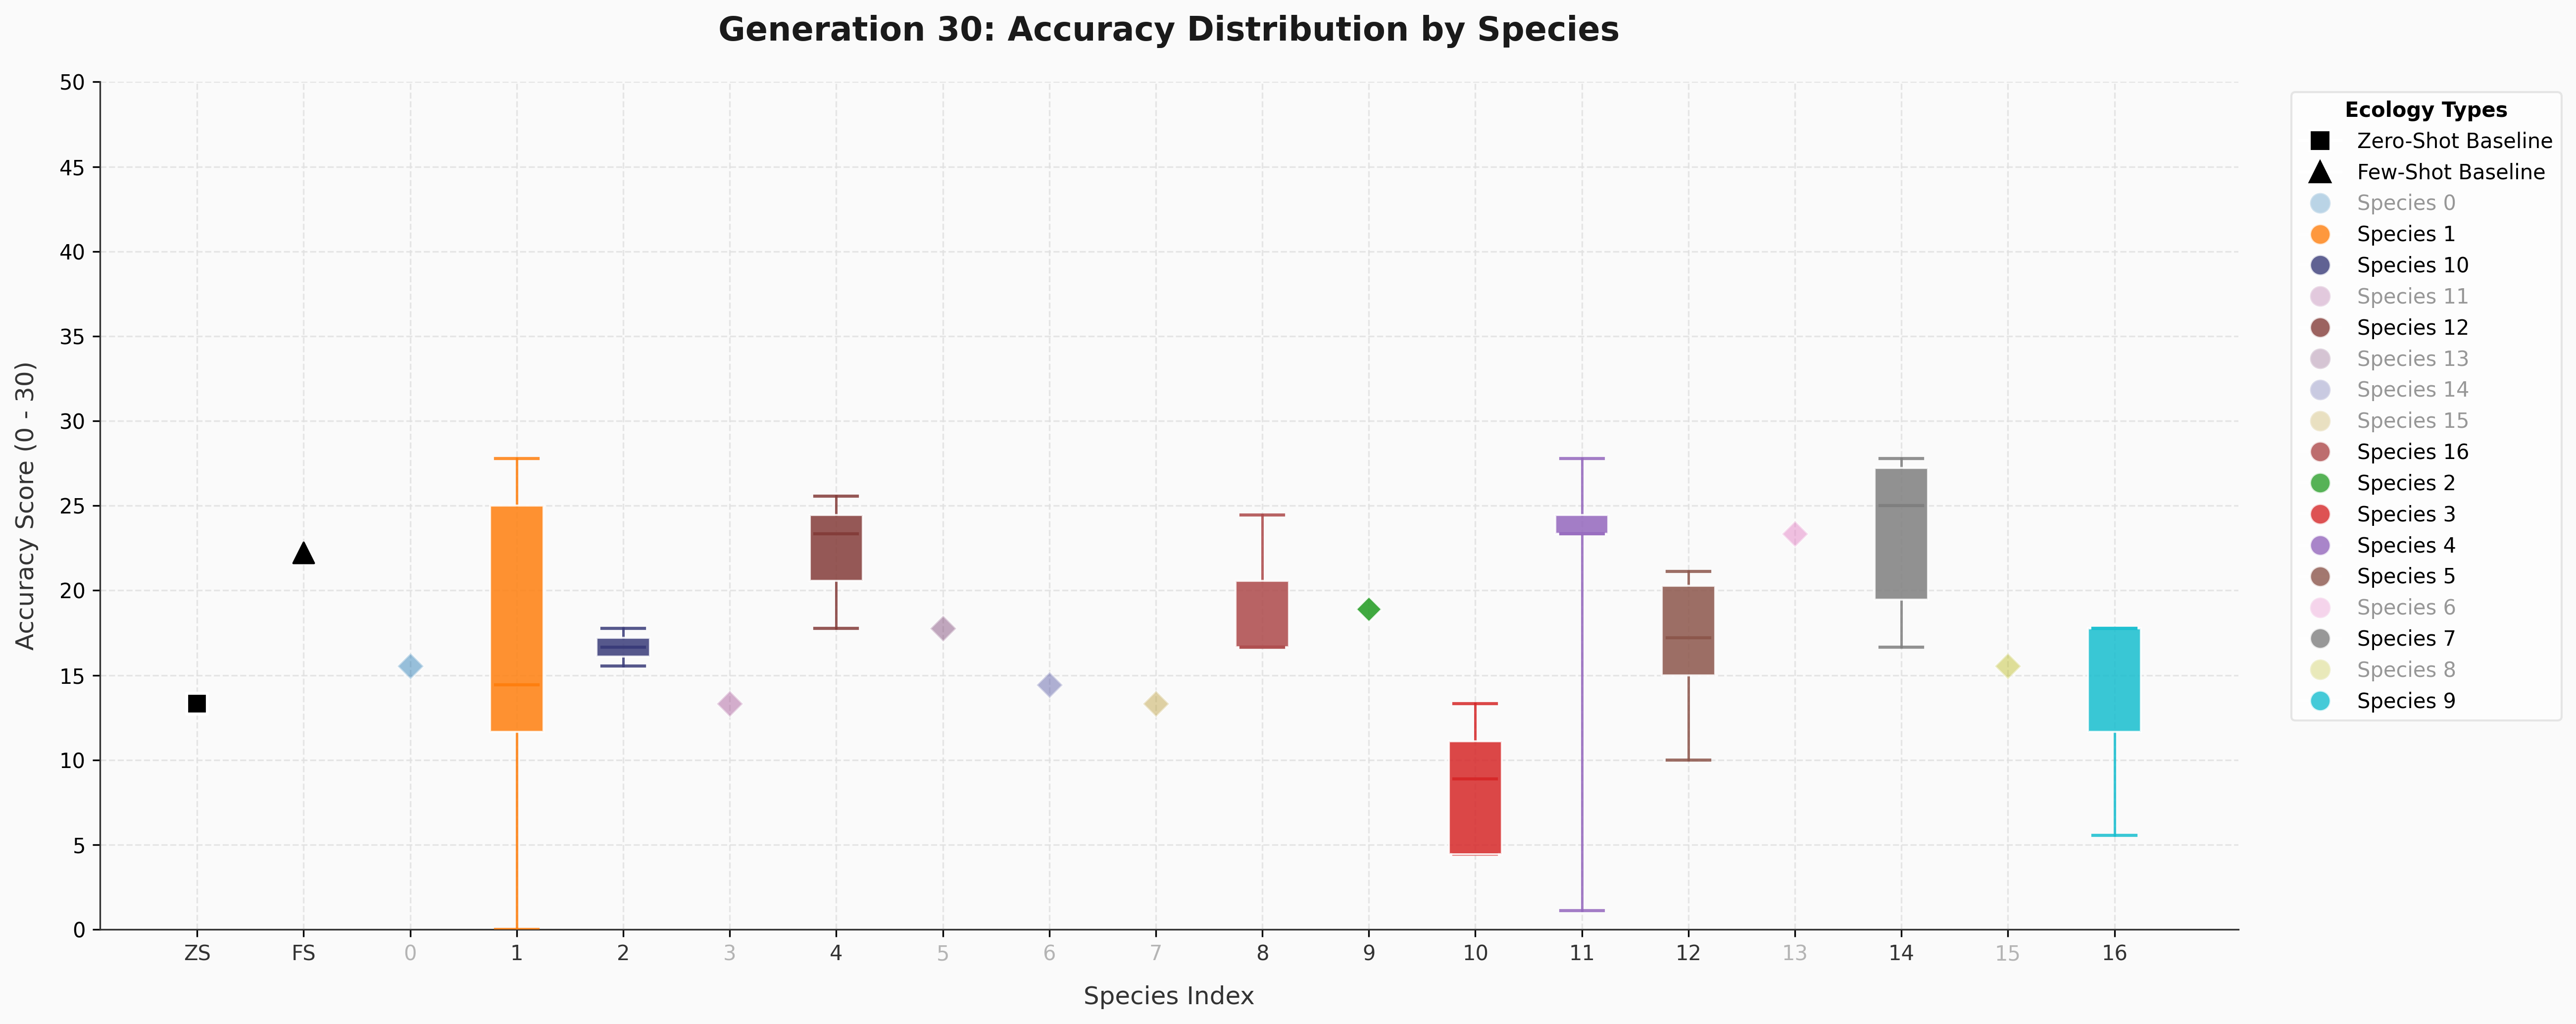 Generation 30: Accuracy Distribution by Species
Accuracy Score (0 - 30)
50
45
40
35
30
25
20
15
10
5
0
ZS FS 0 1 2 3 4 5 6 7 8 9 10 11 12 13 14 15 16
Species Index
Ecology Types
Zero-Shot Baseline
Few-Shot Baseline
Species 0
Species 1
Species 10
Species 11
Species 12
Species 13
Species 14
Species 15
Species 16
Species 2
Species 3
Species 4
Species 5
Species 6
Species 7
Species 8
Species 9